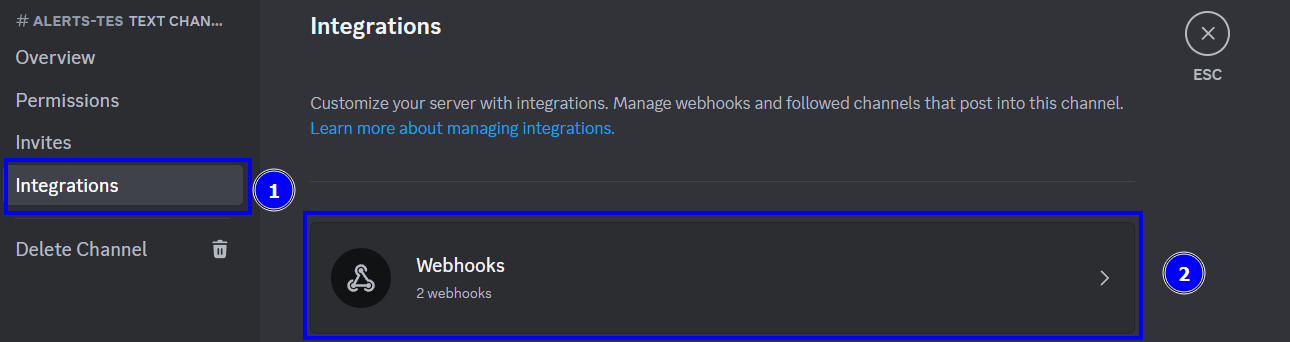 # ALERTS-TES TEXT CHAN...
Overview
Permissions
Invites
Integrations
1
Delete Channel
Integrations
ESC
Customize your server with integrations. Manage webhooks and followed channels that post into this channel.
Learn more about managing integrations.
Webhooks
2 webhooks
2